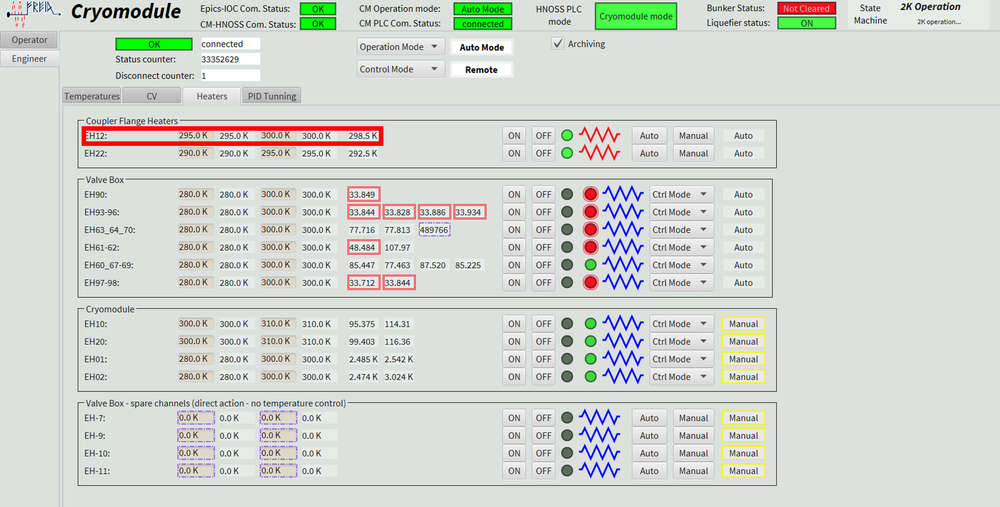 FREIA
Cryomodule
Epics-IOC Com. Status: OK
CM-HNOSS Com. Status: OK
CM Operation mode: Auto Mode
CM PLC Com. Status: connected
HNOSS PLC mode
Cryomodule mode
Bunker Status: Not Cleared
Liquefier status: ON
State Machine
2K Operation
2K operation...
Operator
Engineer
OK connected
Status counter: 33352629
Disconnect counter: 1
Operation Mode Auto Mode
Control Mode Remote
Archiving
Temperatures CV Heaters PID Tunning
Coupler Flange Heaters
EH12: 295.0 K 295.0 K 300.0 K 300.0 K 298.5 K ON OFF Auto Manual Auto
EH22: 290.0 K 290.0 K 295.0 K 295.0 K 292.5 K ON OFF Auto Manual Auto
Valve Box
EH90: 280.0 K 280.0 K 300.0 K 300.0 K 33.849 ON OFF Ctrl Mode Auto
EH93-96: 280.0 K 280.0 K 300.0 K 300.0 K 33.844 33.828 33.886 33.934 ON OFF Ctrl Mode Auto
EH63_64_70: 280.0 K 280.0 K 300.0 K 300.0 K 77.716 77.813 489766 ON OFF Ctrl Mode Auto
EH61-62: 280.0 K 280.0 K 300.0 K 300.0 K 48.484 107.97 ON OFF Ctrl Mode Auto
EH60_67-69: 280.0 K 280.0 K 300.0 K 300.0 K 85.447 77.463 87.520 85.225 ON OFF Ctrl Mode Auto
EH97-98: 280.0 K 280.0 K 300.0 K 300.0 K 33.712 33.844 ON OFF Ctrl Mode Auto
Cryomodule
EH10: 300.0 K 300.0 K 310.0 K 310.0 K 95.375 114.31 ON OFF Ctrl Mode Manual
EH20: 300.0 K 300.0 K 310.0 K 310.0 K 99.403 116.36 ON OFF Ctrl Mode Manual
EH01: 280.0 K 280.0 K 300.0 K 300.0 K 2.485 K 2.542 K ON OFF Ctrl Mode Manual
EH02: 280.0 K 280.0 K 300.0 K 300.0 K 2.474 K 3.024 K ON OFF Ctrl Mode Manual
Valve Box - spare channels (direct action - no temperature control)
EH-7: 0.0 K 0.0 K 0.0 K 0.0 K ON OFF Auto Manual Manual
EH-9: 0.0 K 0.0 K 0.0 K 0.0 K ON OFF Auto Manual Manual
EH-10: 0.0 K 0.0 K 0.0 K 0.0 K ON OFF Auto Manual Manual
EH-11: 0.0 K 0.0 K 0.0 K 0.0 K ON OFF Auto Manual Manual